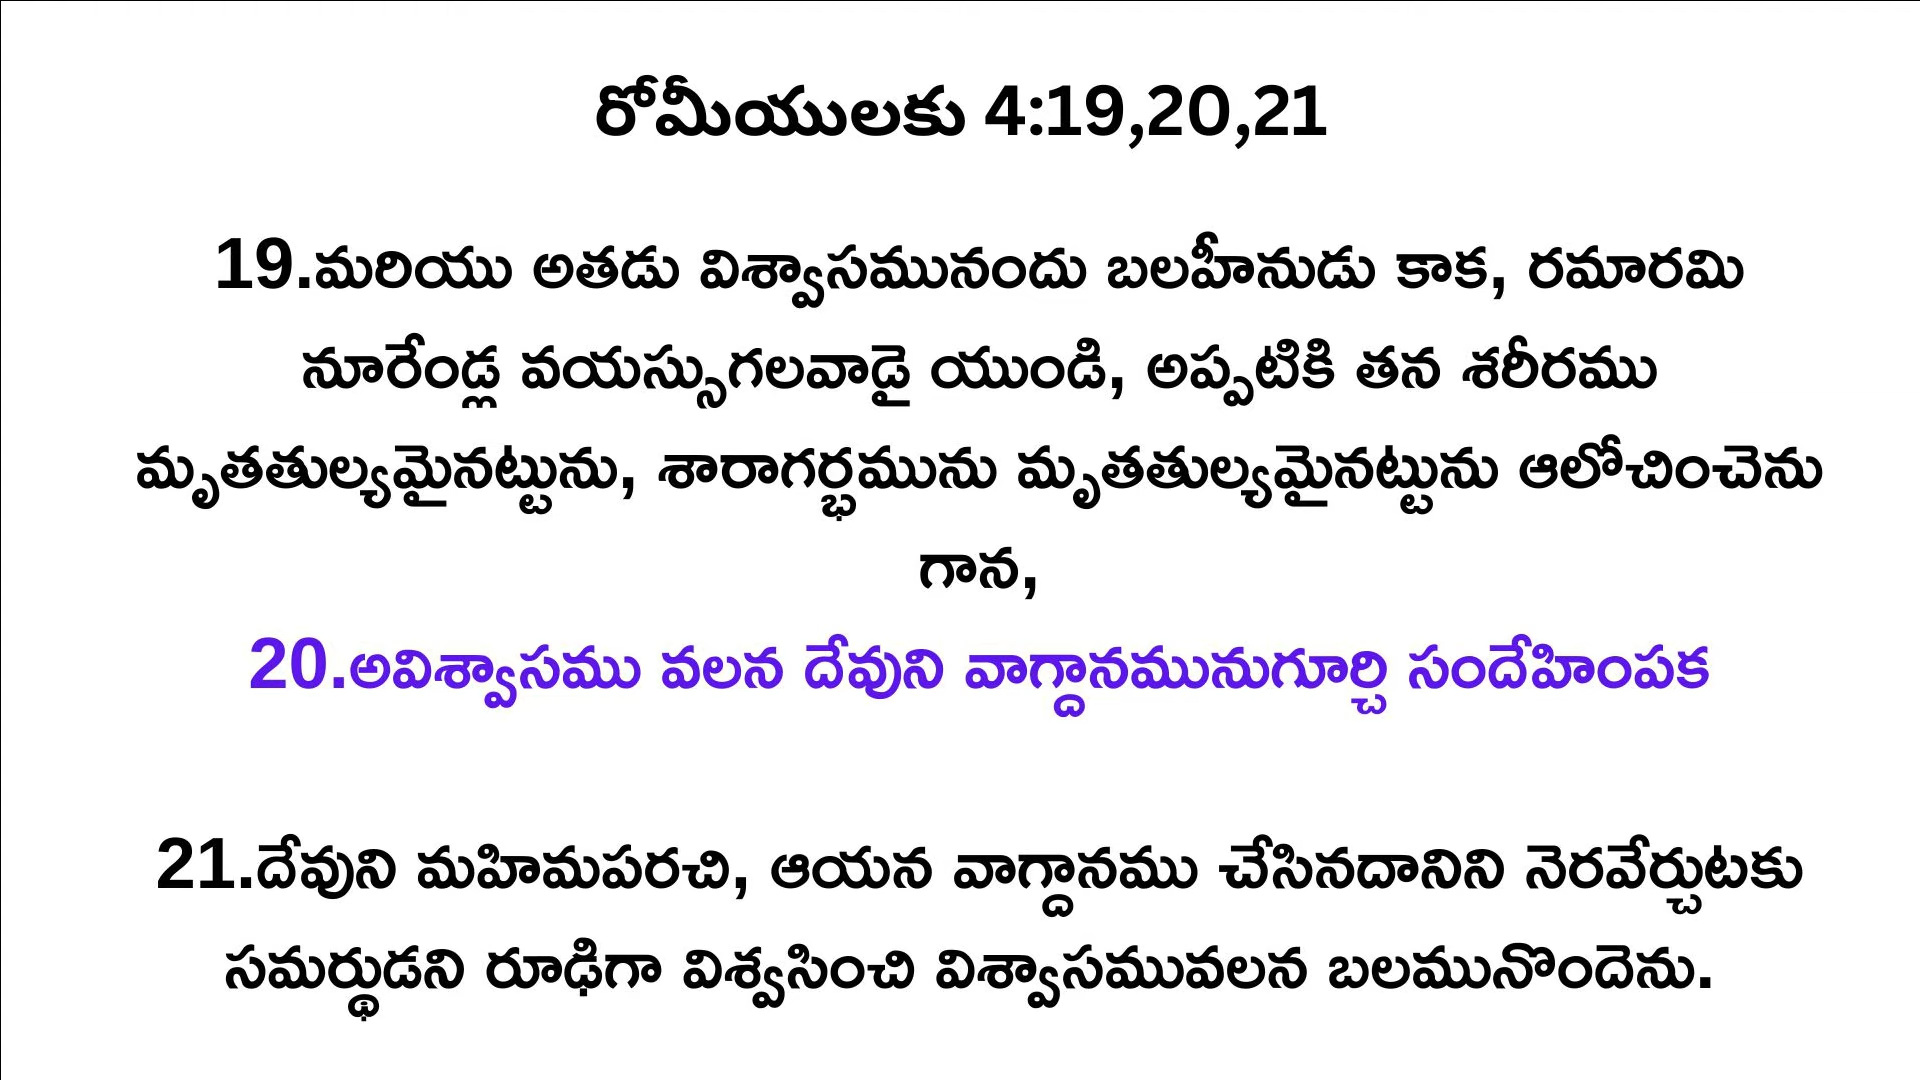 రోమీయులకు 4:19,20,21
19.మరియు అతడు విశ్వాసమునందు బలహీనుడు కాక, రమారమి
నూరేండ్ల వయస్సుగలవాడై యుండి, అప్పటికి తన శరీరము
మృతతుల్యమైనట్టును, శారాగర్భమును మృతతుల్యమైనట్టును ఆలోచించెను
గాన,
20.అవిశ్వాసము వలన దేవుని వాగ్దానమునుగూర్చి సందేహింపక
21.దేవుని మహిమపరచి, ఆయన వాగ్దానము చేసినదానిని నెరవేర్చుటకు
సమర్థుడని రూఢిగా విశ్వసించి విశ్వాసమువలన బలమునొందెను.